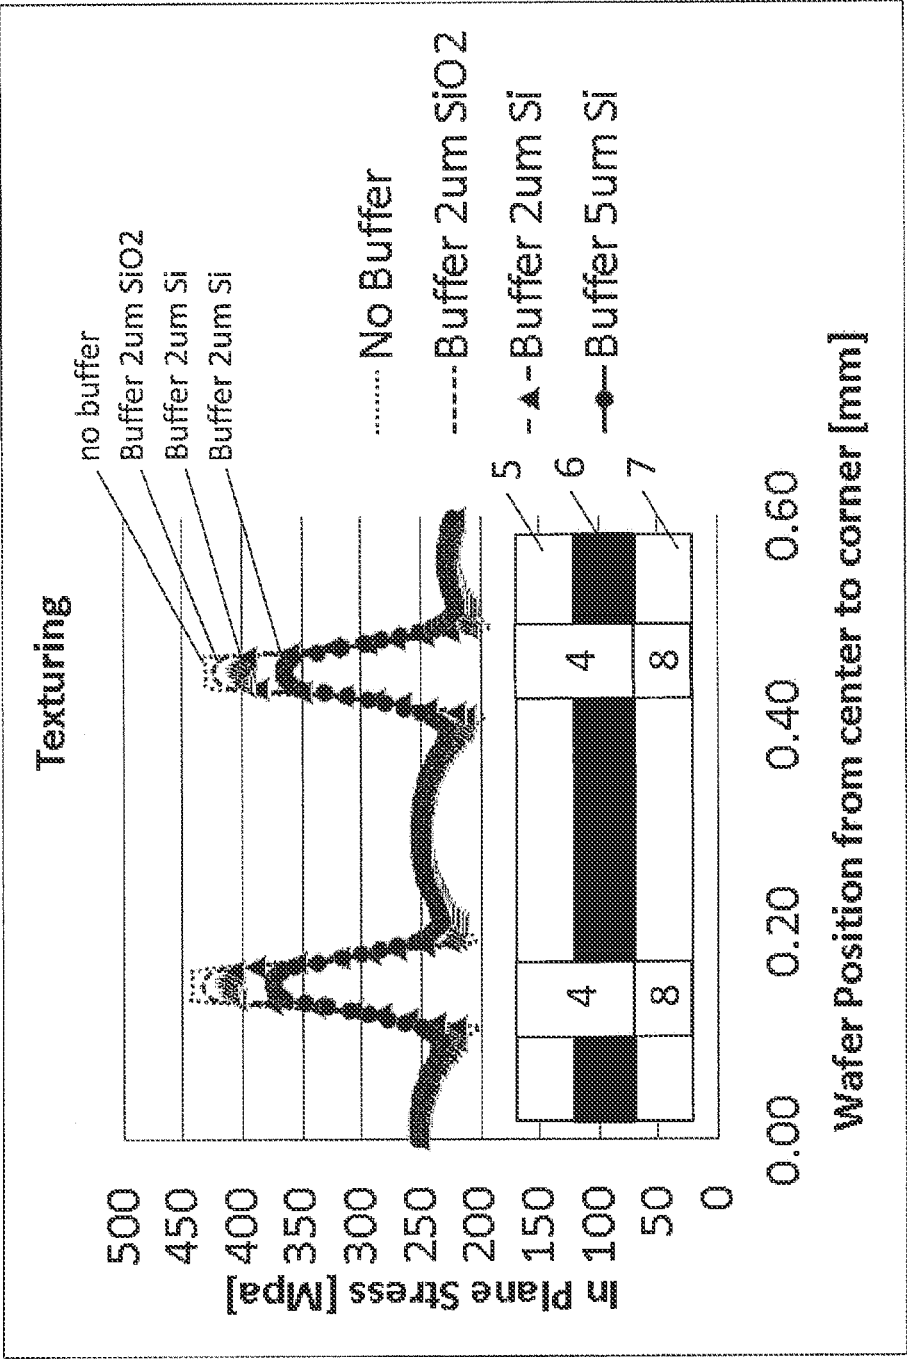 Texturing
no buffer
Buffer 2um SiO2
Buffer 2um Si
Buffer 2um Si
500
450
400
350
300
250
200
150
100
50
0
In Plane Stress [Mpa]
No Buffer
Buffer 2um SiO2
Buffer 2um Si
Buffer 5um Si
5
6
7
4
4
8
8
0.00
0.20
0.40
0.60
Wafer Position from center to corner [mm]